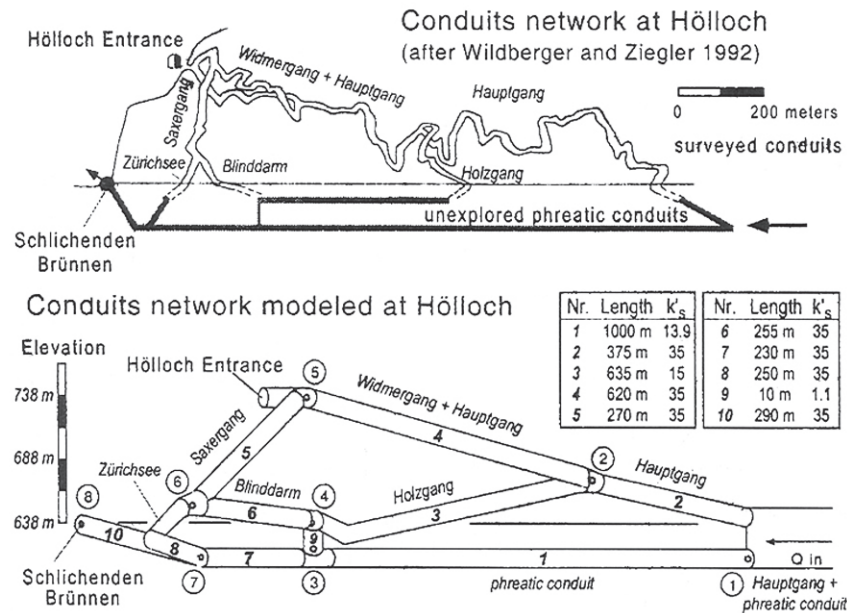 Conduits network at Hölloch
(after Wildberger and Ziegler 1992)
Hölloch Entrance
Widmergang + Hauptgang
Hauptgang
0 200 meters
surveyed conduits
Saxergang
Zürichsee
Blinddarm
Holzgang
unexplored phreatic conduits
Schlichenden
Brünnen
Conduits network modeled at Hölloch
Nr. Length k's Nr. Length k's
1 1000 m 13.9 6 255 m 35
2 375 m 35 7 230 m 35
3 635 m 15 8 250 m 35
4 620 m 35 9 10 m 1.1
5 270 m 35 10 290 m 35
Elevation
738 m
688 m
638 m
Hölloch Entrance
5
Widmergang + Hauptgang
4
Saxergang
5
2
Hauptgang
2
Zürichsee
6
Blinddarm
4
Holzgang
8
6
3
10
9
8
7
1
Q in
Schlichenden
Brünnen
7
3
phreatic conduit
1
Hauptgang +
phreatic conduit